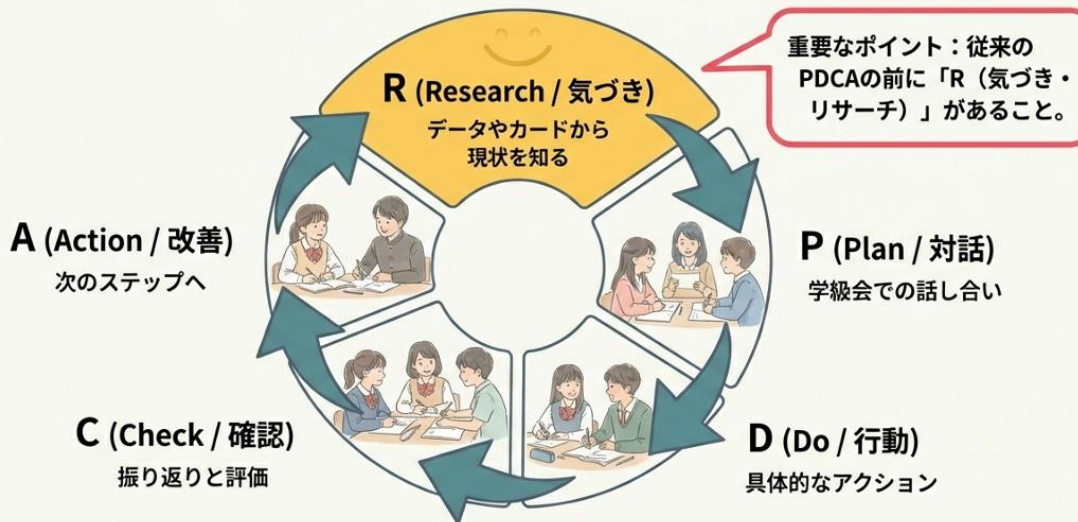 R (Research / 気づき)
データやカードから
現状を知る
重要なポイント：従来の
PDCAの前に「R（気づき・
リサーチ）」があること。
A (Action / 改善)
次のステップへ
P (Plan / 対話)
学級会での話し合い
C (Check / 確認)
振り返りと評価
D (Do / 行動)
具体的なアクション